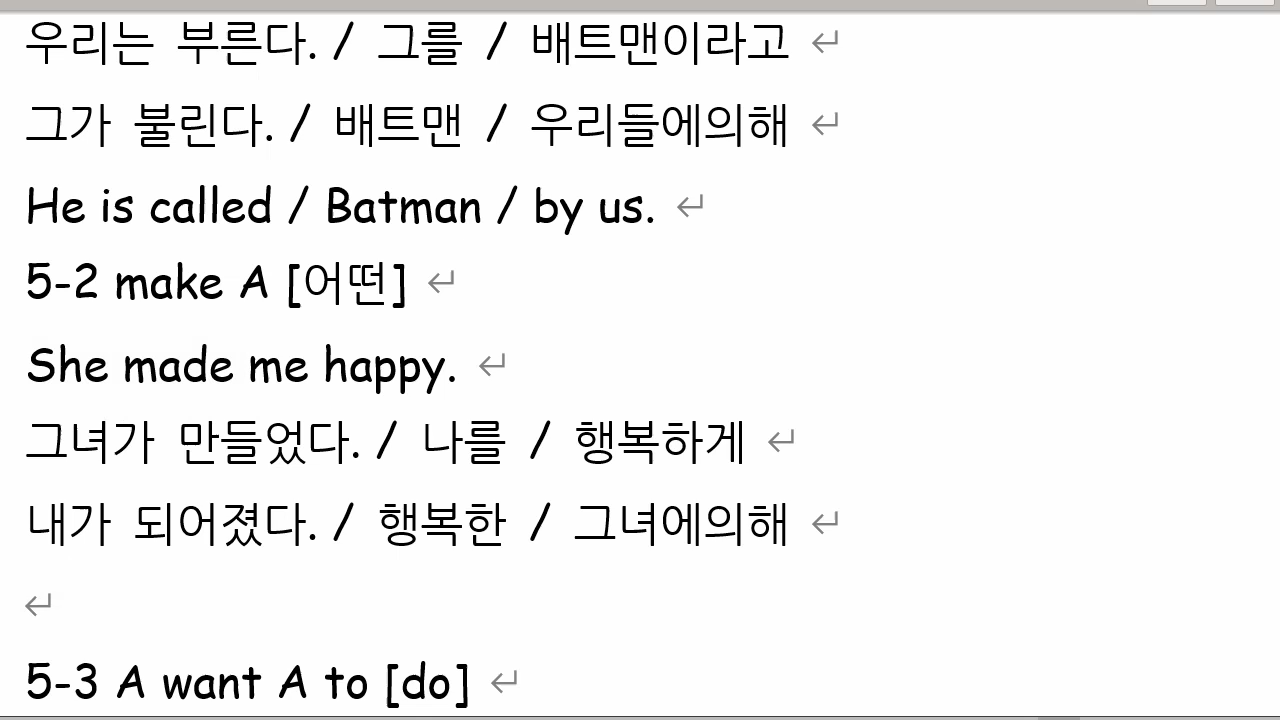 우리는 부른다. / 그를 / 배트맨이라고 ↵
그가 불린다. / 배트맨 / 우리들에의해 ↵
He is called / Batman / by us. ↵
5-2 make A [어떤] ↵
She made me happy. ↵
그녀가 만들었다. / 나를 / 행복하게 ↵
내가 되어졌다. / 행복한 / 그녀에의해 ↵
↵
5-3 A want A to [do] ↵